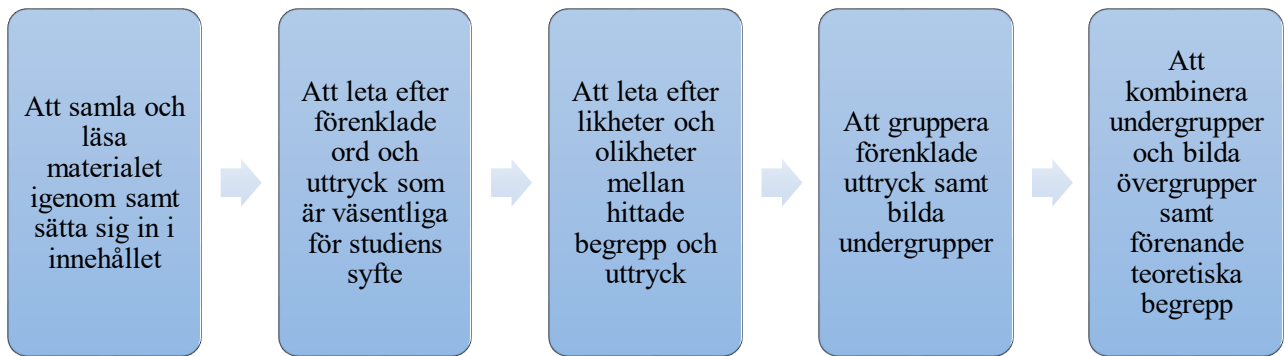 Att samla och
läsa
materialet
igenom samt
sätta sig in i
innehållet
Att leta efter
förenklade
ord och
uttryck som
är väsentliga
för studiens
syfte
Att leta efter
likheter och
olikheter
mellan
hittade
begrepp och
uttryck
Att gruppera
förenklade
uttryck samt
bilda
undergrupper
Att
kombinera
undergrupper
och bilda
övergrupper
samt
förenande
teoretiska
begrepp